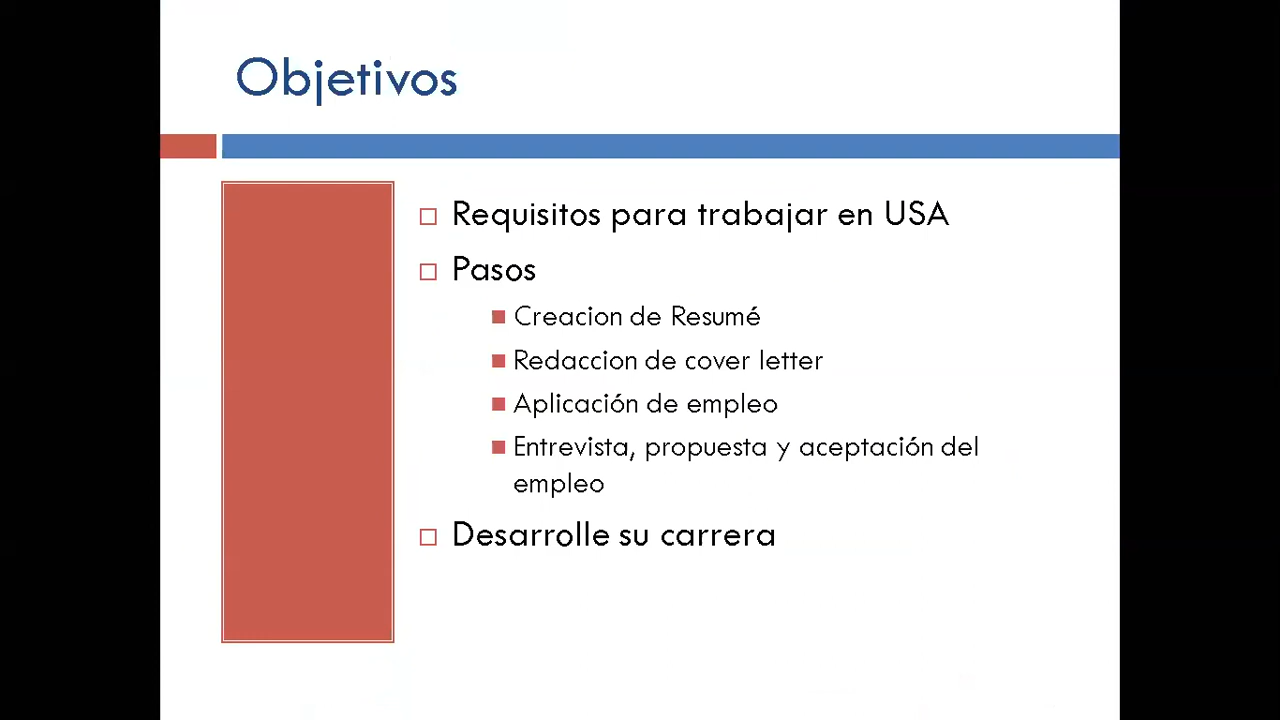 Objetivos
Requisitos para trabajar en USA
Pasos
Creacion de Resumé
Redaccion de cover letter
Aplicación de empleo
Entrevista, propuesta y aceptación del
empleo
Desarrolle su carrera